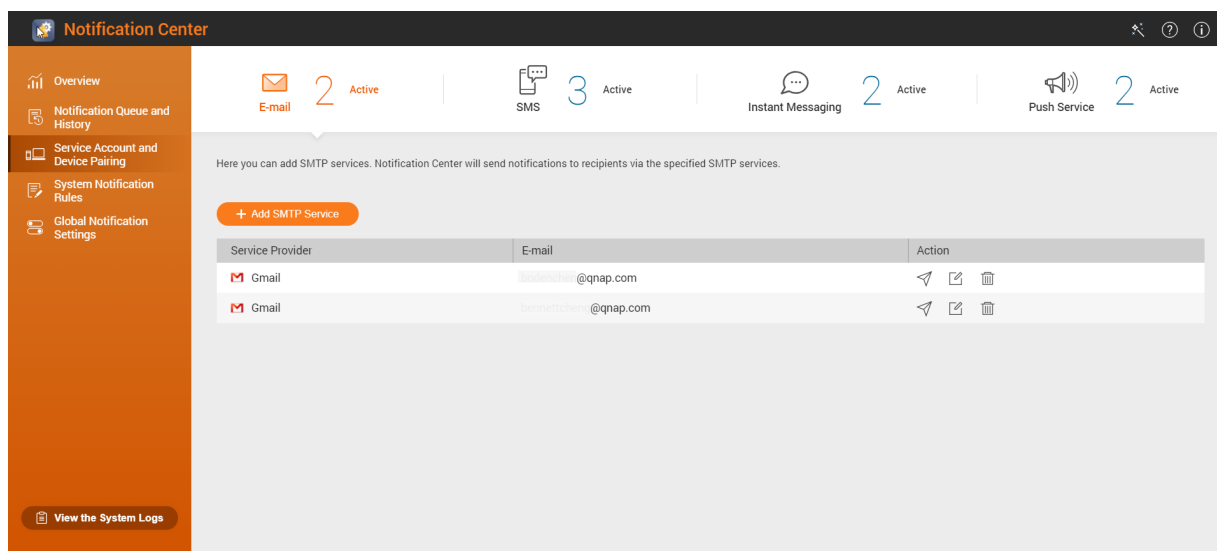 Notification Center
Overview
Notification Queue and
History
Service Account and
Device Pairing
System Notification
Rules
Global Notification
Settings
View the System Logs
E-mail 2 Active
SMS 3 Active
Instant Messaging 2 Active
Push Service 2 Active
Here you can add SMTP services. Notification Center will send notifications to recipients via the specified SMTP services.
+ Add SMTP Service
Service Provider E-mail Action
Gmail @qnap.com
Gmail @qnap.com